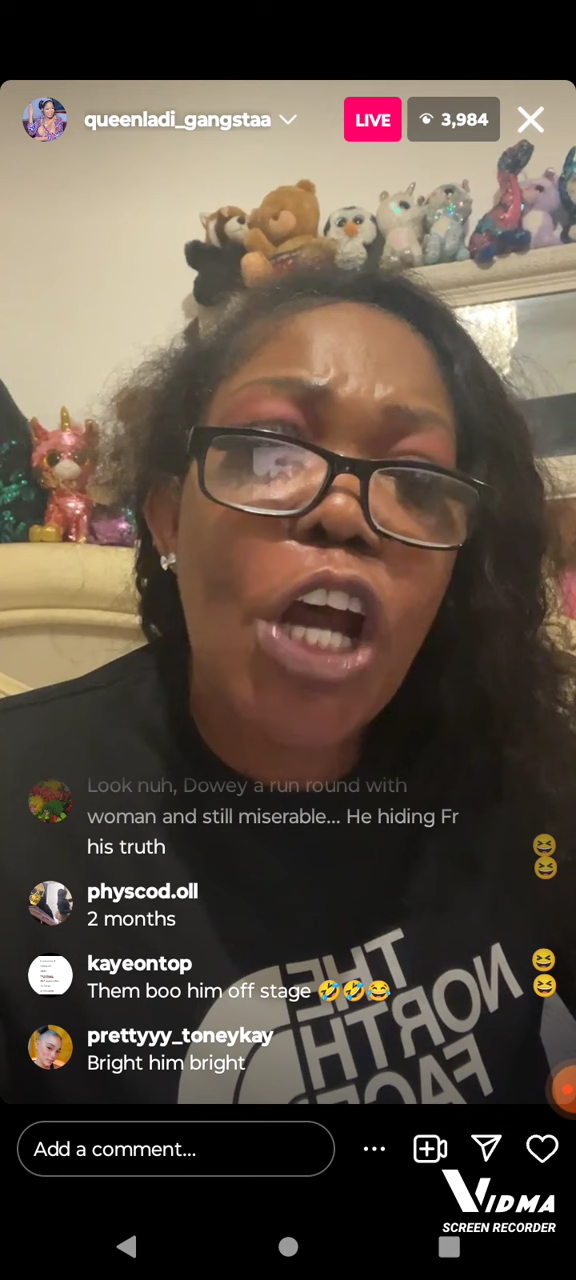 queenladi_gangstaa
LIVE
3,984
Look nuh, Dowey a run round with
woman and still miserable... He hiding Fr
his truth
physcod.oll
2 months
kayeontop
Them boo him off stage 🤣🤣😂
prettyyy_toneykay
Bright him bright
THE
NORTH
FACE
Add a comment...
VIDMA
SCREEN RECORDER